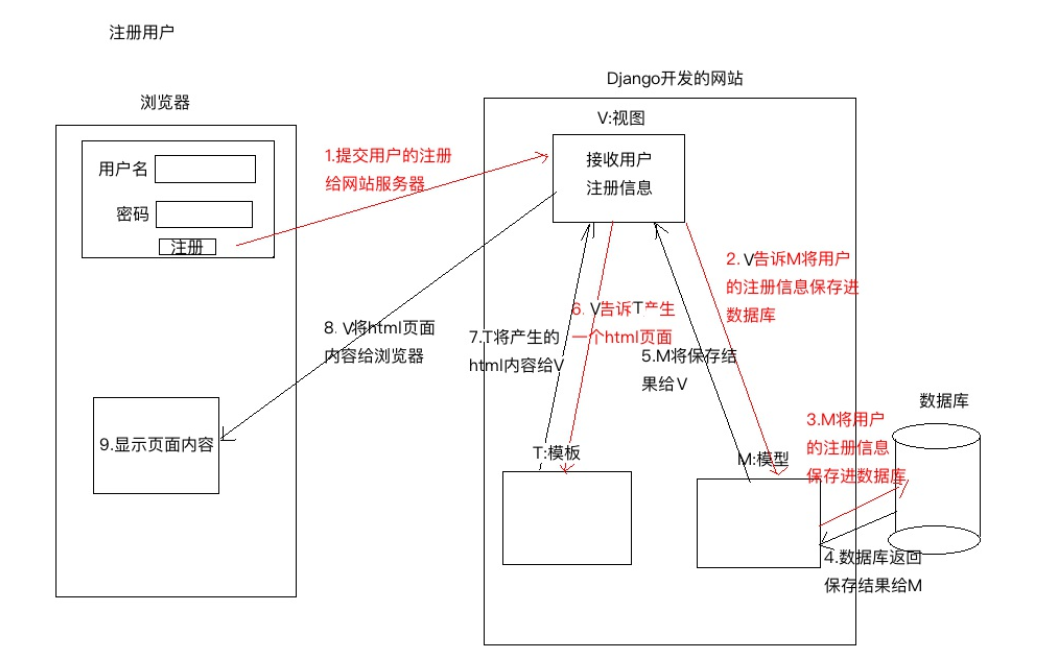 注册用户
浏览器
用户名
密码
注册
9.显示页面内容
1.提交用户的注册
给网站服务器
8. V将html页面
内容给浏览器
Django开发的网站
V:视图
接收用户
注册信息
2. V告诉M将用户
的注册信息保存进
数据库
6. V告诉T产生
一个html页面
7.T将产生的
html内容给V
5.M将保存结
果给V
T:模板
M:模型
数据库
3.M将用户
的注册信息
保存进数据库
4.数据库返回
保存结果给M